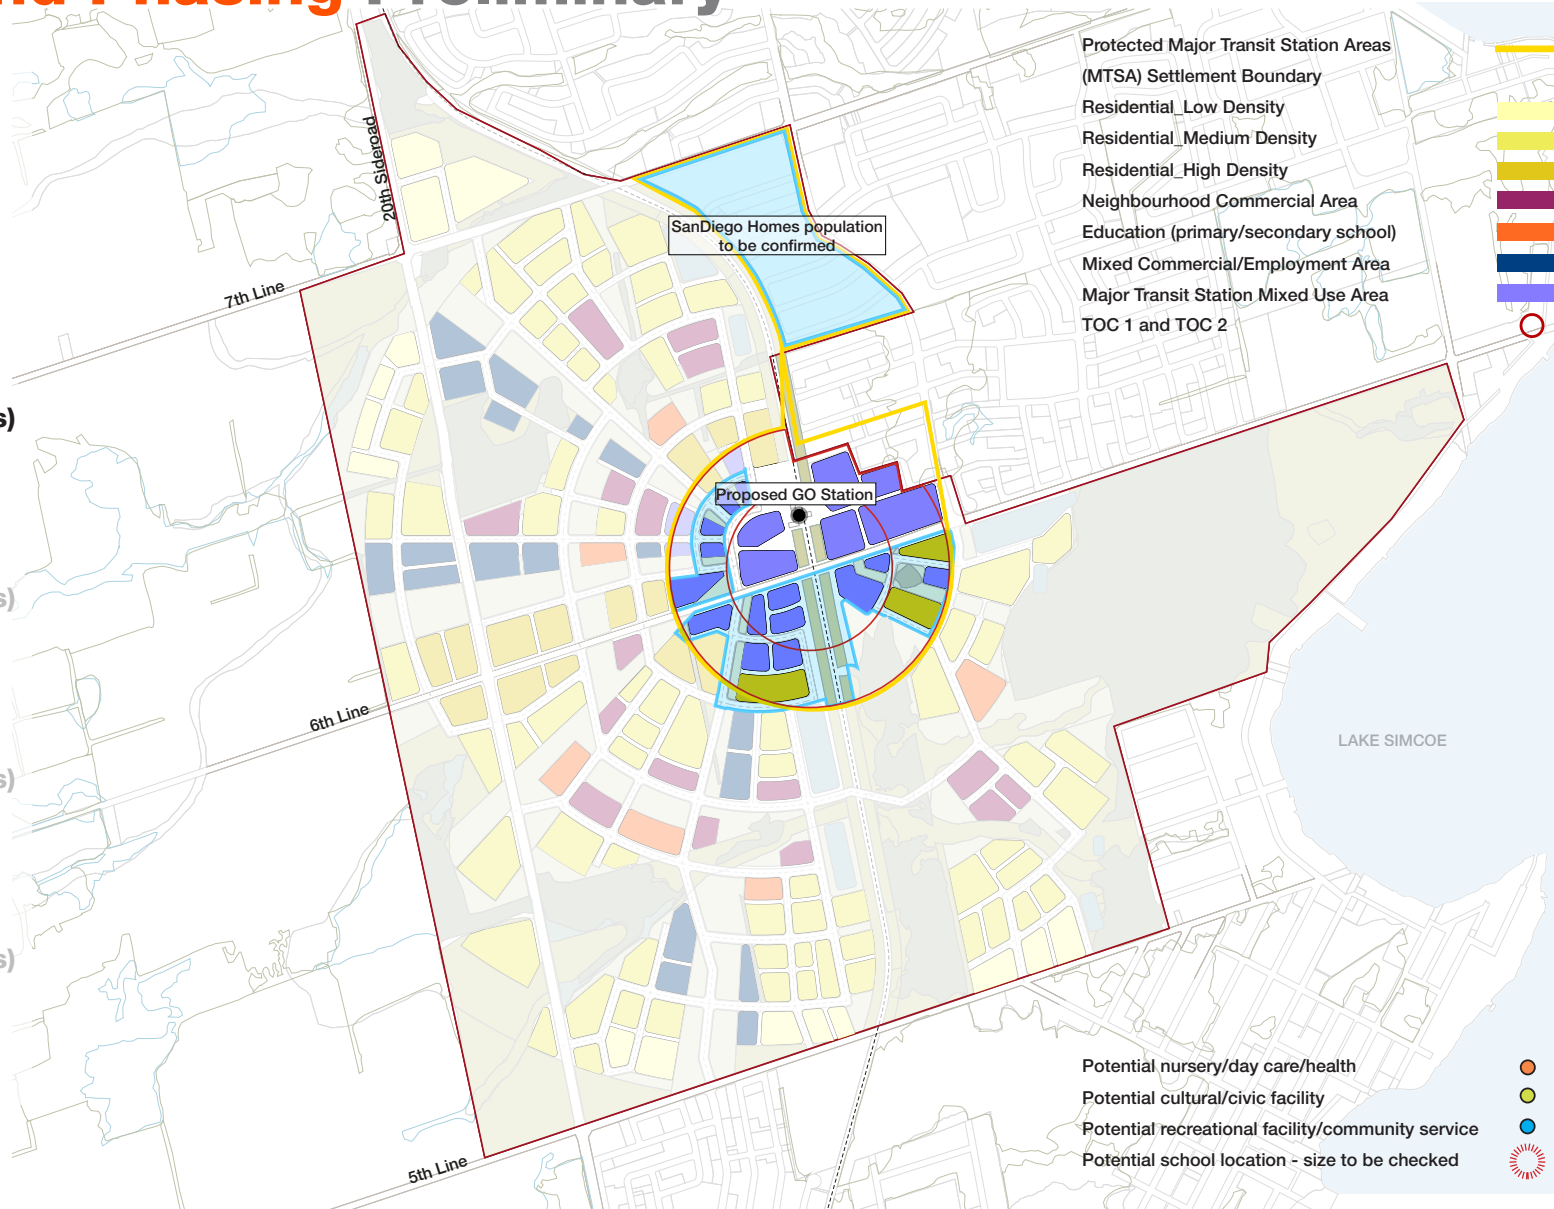 nd Phasing Preliminary
Protected Major Transit Station Areas
(MTSA) Settlement Boundary
Residential_Low Density
Residential_Medium Density
Residential_High Density
Neighbourhood Commercial Area
Education (primary/secondary school)
Mixed Commercial/Employment Area
Major Transit Station Mixed Use Area
TOC 1 and TOC 2
20th Sideroad
SanDiego Homes population
to be confirmed
7th Line
s)
Proposed GO Station
s)
6th Line
LAKE SIMCOE
s)
s)
5th Line
Potential nursery/day care/health
Potential cultural/civic facility
Potential recreational facility/community service
Potential school location - size to be checked